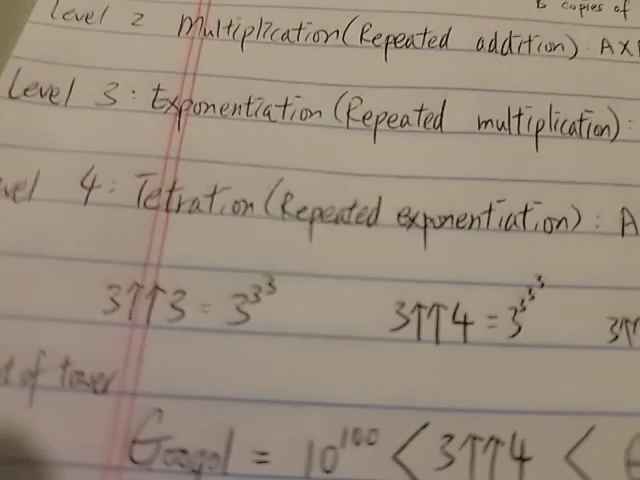 b copies of
Level 2 Multiplication (Repeated addition) : A×
Level 3 : Exponentiation (Repeated multiplication) :
4 : Tetration (Repeated exponentiation) : A
3↑↑3 = 3^3^3 3↑↑4 = 3^3^3^3 3↑
of tower
Googol = 10^100 < 3↑↑4 <